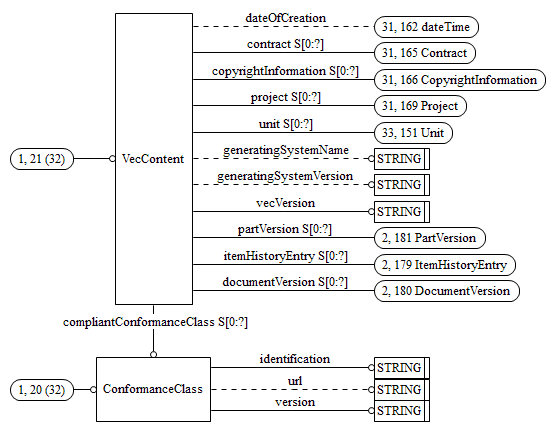 dateOfCreation
31, 162 dateTime
contract S[0:?]
31, 165 Contract
copyrightInformation S[0:?]
31, 166 CopyrightInformation
project S[0:?]
31, 169 Project
unit S[0:?]
33, 151 Unit
1, 21 (32)
VecContent
generatingSystemName
STRING
generatingSystemVersion
STRING
vecVersion
STRING
partVersion S[0:?]
2, 181 PartVersion
itemHistoryEntry S[0:?]
2, 179 ItemHistoryEntry
documentVersion S[0:?]
2, 180 DocumentVersion
compliantConformanceClass S[0:?]
identification
STRING
1, 20 (32)
ConformanceClass
url
STRING
version
STRING